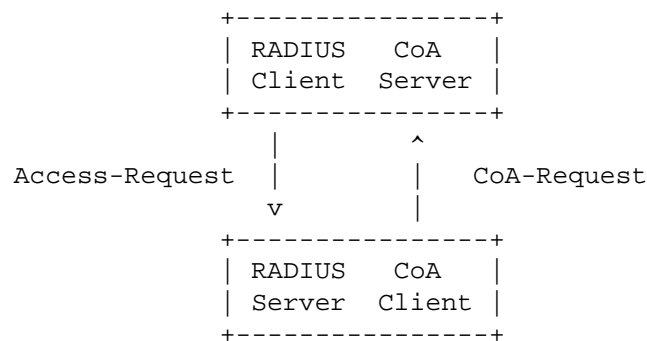 RADIUS CoA
Client Server
Access-Request CoA-Request
RADIUS CoA
Server Client